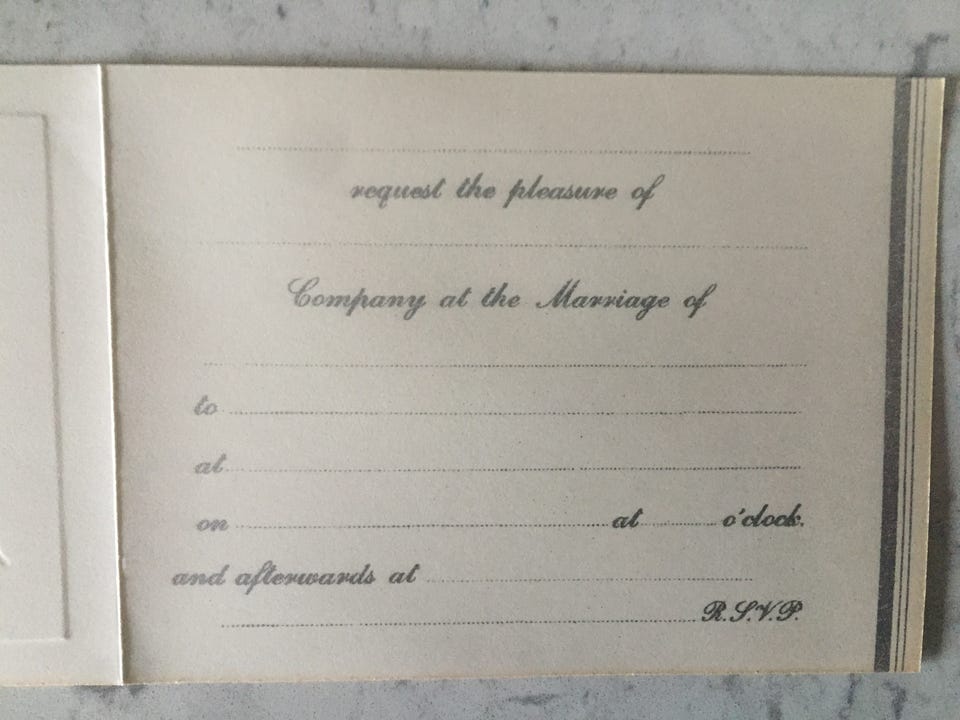 request the pleasure of
Company at the Marriage of
to
at
on at o'clock.
and afterwards at
R.S.V.P.